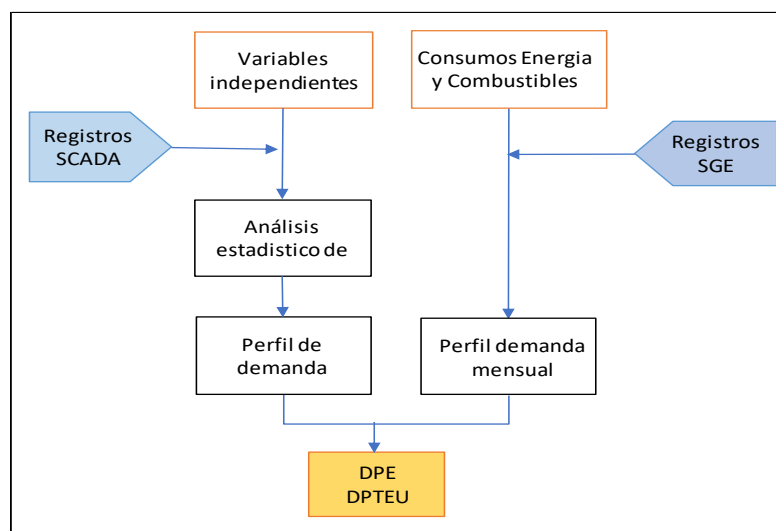 Variables
independientes
Consumos Energia
y Combustibles
Registros
SCADA
Registros
SGE
Análisis
estadistico de
Perfil de
demanda
Perfil demanda
mensual
DPE
DPTEU